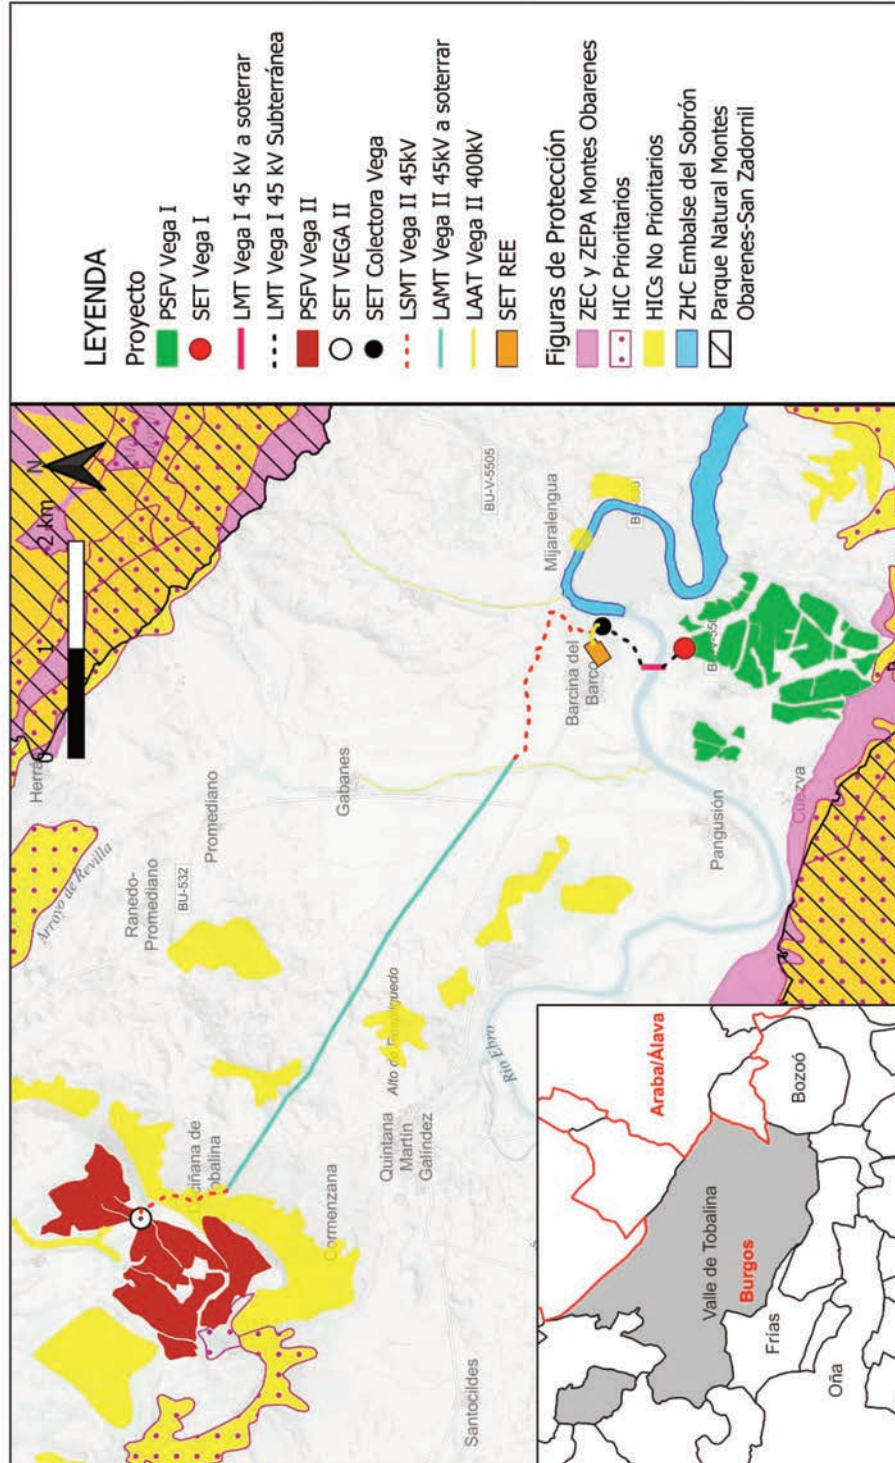 LEYENDA
Proyecto
PSFV Vega I
SET Vega I
LMT Vega I 45 kV a soterrar
LMT Vega I 45 kV Subterránea
PSFV Vega II
SET VEGA II
SET Colectora Vega
LSMT Vega II 45kV
LAMT Vega II 45kV a soterrar
LAAT Vega II 400kV
SET REE
Figuras de Protección
ZEC y ZEPA Montes Obarenes
HIC Prioritarios
HICs No Prioritarios
ZHC Embalse del Sobrón
Parque Natural Montes
Obarenes-San Zadornil
N
0 1 2 km
Arroyo de Revilla
Ranedo-
Promediano
BU-532
Promediano
Gabanes
BU-V-5505
Mijaralengua
Barcina del
Barco
Pangusión
Cuezva
Río Ebro
Alto de
Quintana
Martín
Galíndez
Cormenzana
Santocildes
Araba/Álava
Valle de Tobalina
Burgos
Bozoó
Frías
Oña